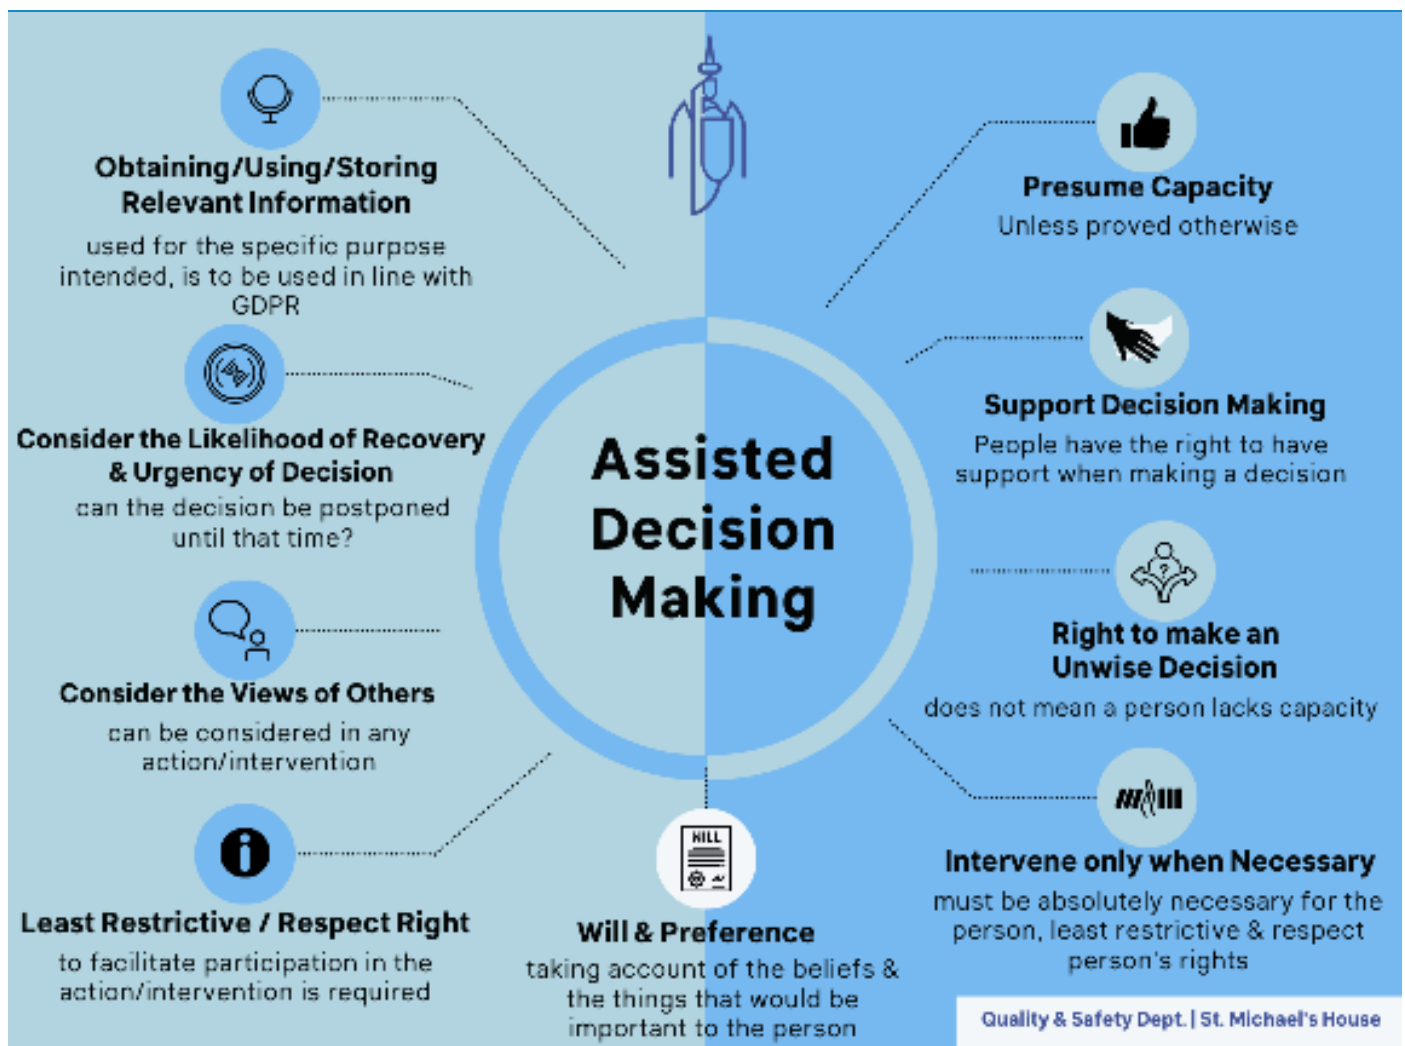 Obtaining/Using/Storing
Relevant Information
used for the specific purpose
intended, is to be used in line with
GDPR
Consider the Likelihood of Recovery
& Urgency of Decision
can the decision be postponed
until that time?
Consider the Views of Others
can be considered in any
action/intervention
Least Restrictive / Respect Right
to facilitate participation in the
action/intervention is required
Assisted
Decision
Making
WILL
Will & Preference
taking account of the beliefs &
the things that would be
important to the person
Presume Capacity
Unless proved otherwise
Support Decision Making
People have the right to have
support when making a decision
?
Right to make an
Unwise Decision
does not mean a person lacks capacity
Intervene only when Necessary
must be absolutely necessary for the
person, least restrictive & respect
person's rights
Quality & Safety Dept. | St. Michael's House